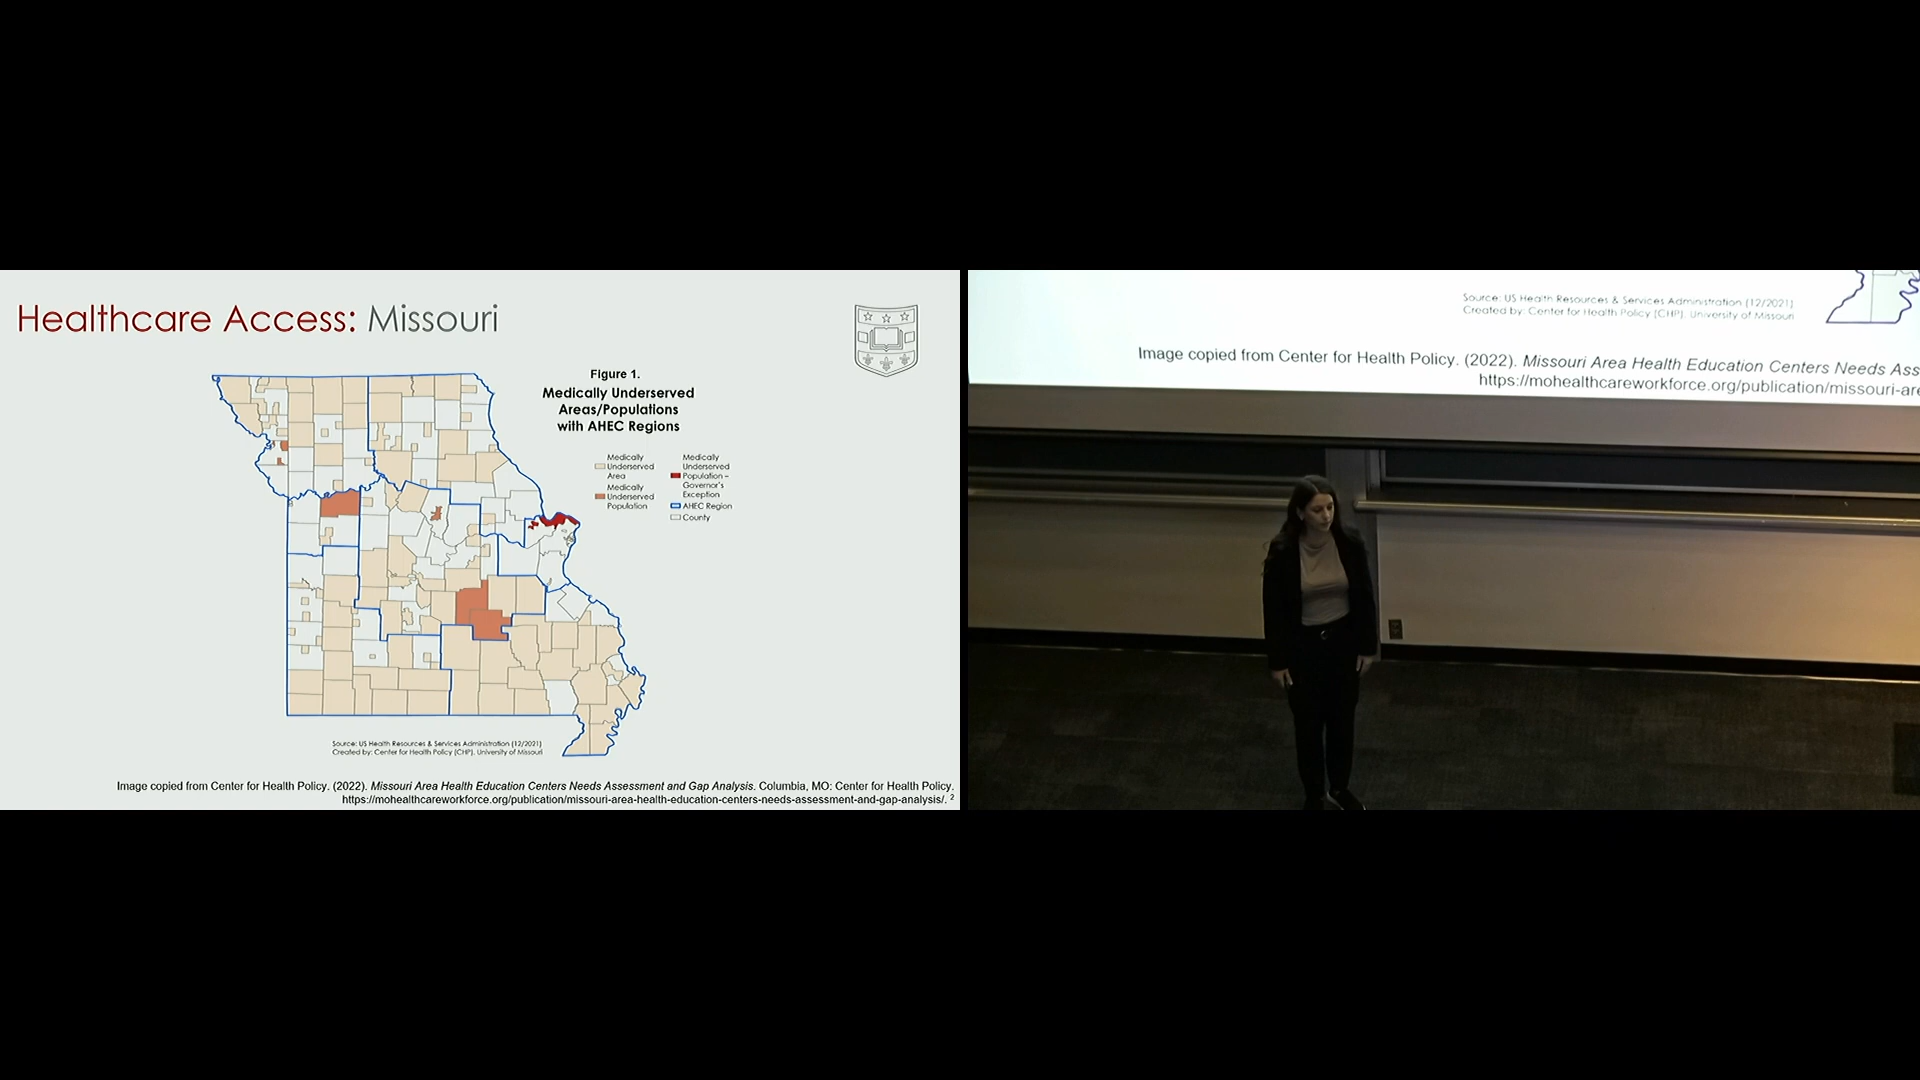 Healthcare Access: Missouri
Figure 1.
Medically Underserved
Areas/Populations
with AHEC Regions
Medically
Underserved
Area
Medically
Underserved
Population
Medically
Underserved
Population –
Governor's
Exception
AHEC Region
County
Source: US Health Resources & Services Administration (12/2021)
Created by: Center for Health Policy (CHP), University of Missouri
Image copied from Center for Health Policy. (2022). Missouri Area Health Education Centers Needs Assessment and Gap Analysis. Columbia, MO: Center for Health Policy.
https://mohealthcareworkforce.org/publication/missouri-area-health-education-centers-needs-assessment-and-gap-analysis/. 2
Source: US Health Resources & Services Administration (12/2021)
Created by: Center for Health Policy (CHP), University of Missouri
Image copied from Center for Health Policy. (2022). Missouri Area Health Education Centers Needs Ass
https://mohealthcareworkforce.org/publication/missouri-are